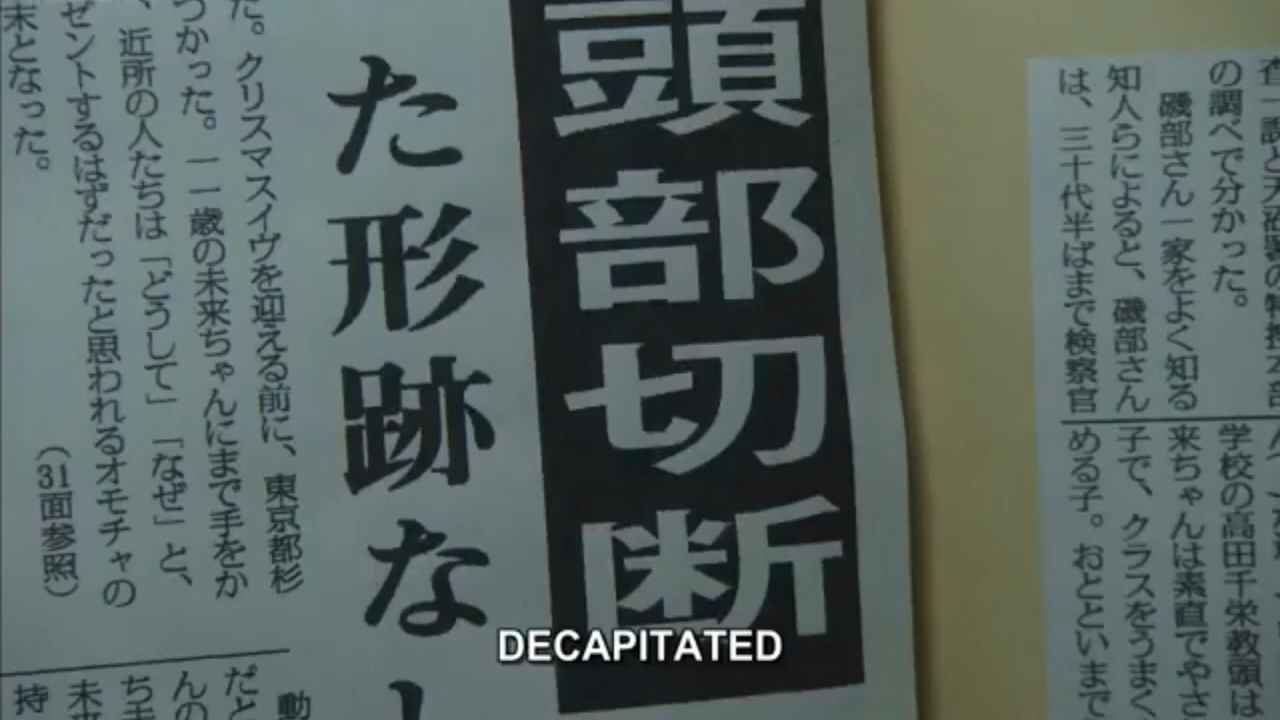 の調べで分かった。
磯部さん一家をよく知る
知人らによると、磯部さん
は、三十代半ばまで検察官
学校の高田千栄教頭は
来ちゃんは素直でやさ
子で、クラスをうまく
める子。おとといまで
頭部切断
た形跡な
た。クリスマスイヴを迎える前に、東京都杉
つかった。一一歳の未来ちゃんにまで手をか
、近所の人たちは「どうして」「なぜ」と、
ゼントするはずだったと思われるオモチャの
末となった。
（31面参照）
動
だと
んの
持
DECAPITATED